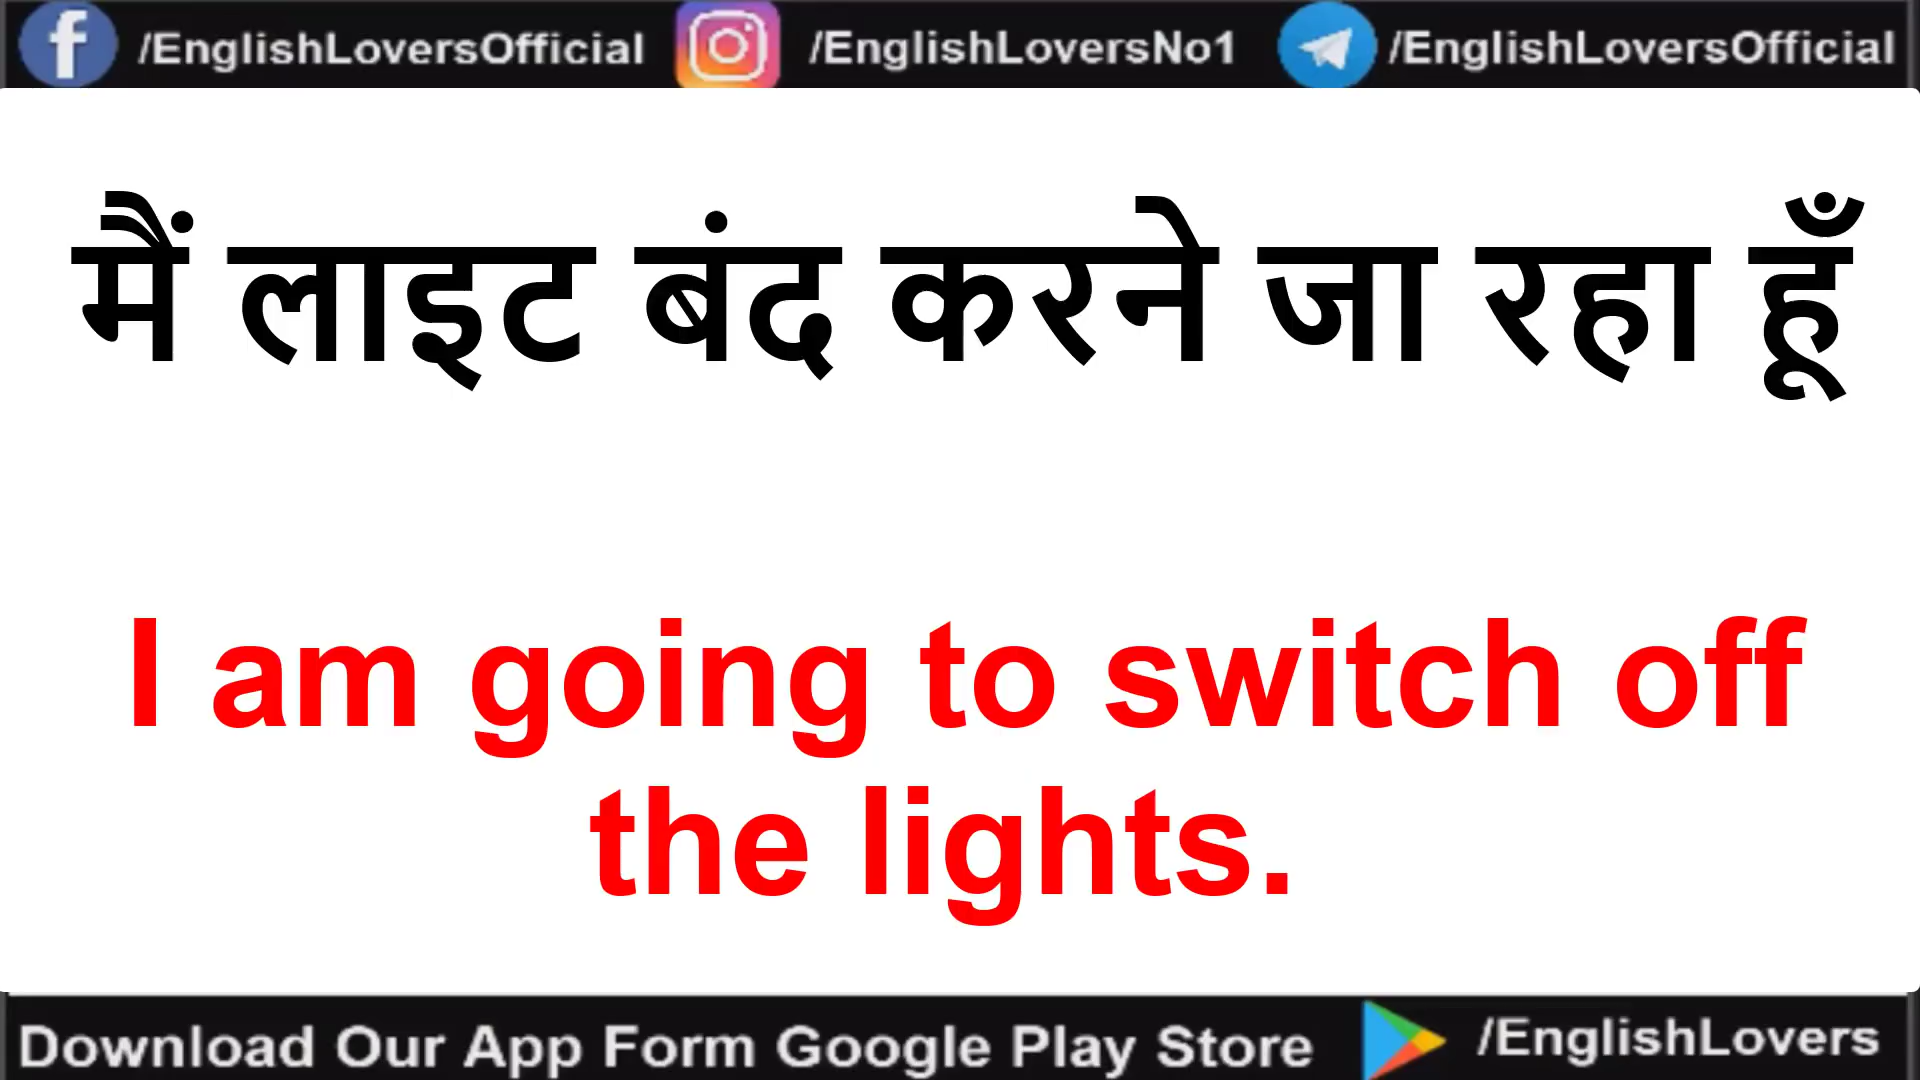 /EnglishLoversOfficial /EnglishLoversNo1 /EnglishLoversOfficial
मैं लाइट बंद करने जा रहा हूँ
I am going to switch off
the lights.
Download Our App Form Google Play Store /EnglishLovers